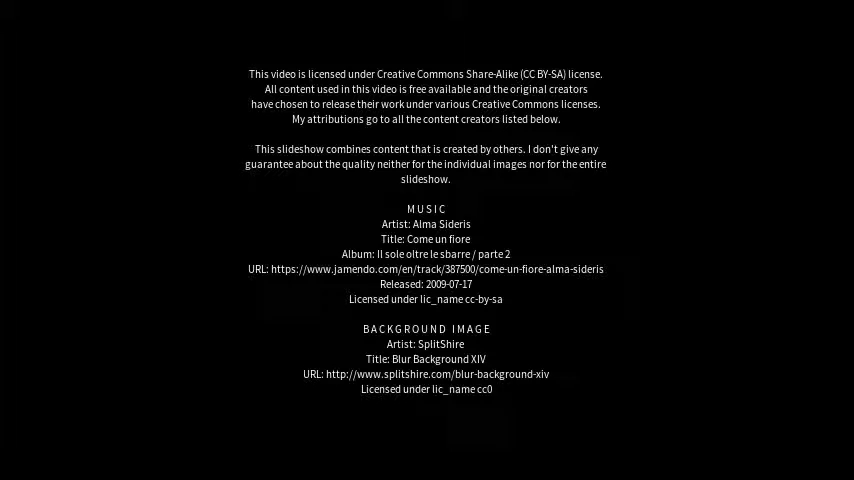 This video is licensed under Creative Commons Share-Alike (CC BY-SA) license.
All content used in this video is free available and the original creators
have chosen to release their work under various Creative Commons licenses.
My attributions go to all the content creators listed below.
This slideshow combines content that is created by others. I don't give any
guarantee about the quality neither for the individual images nor for the entire
slideshow.
MUSIC
Artist: Alma Sideris
Title: Come un fiore
Album: Il sole oltre le sbarre / parte 2
URL: https://www.jamendo.com/en/track/387500/come-un-fiore-alma-sideris
Released: 2009-07-17
Licensed under lic_name cc-by-sa
BACKGROUND IMAGE
Artist: SplitShire
Title: Blur Background XIV
URL: http://www.splitshire.com/blur-background-xiv
Licensed under lic_name cc0